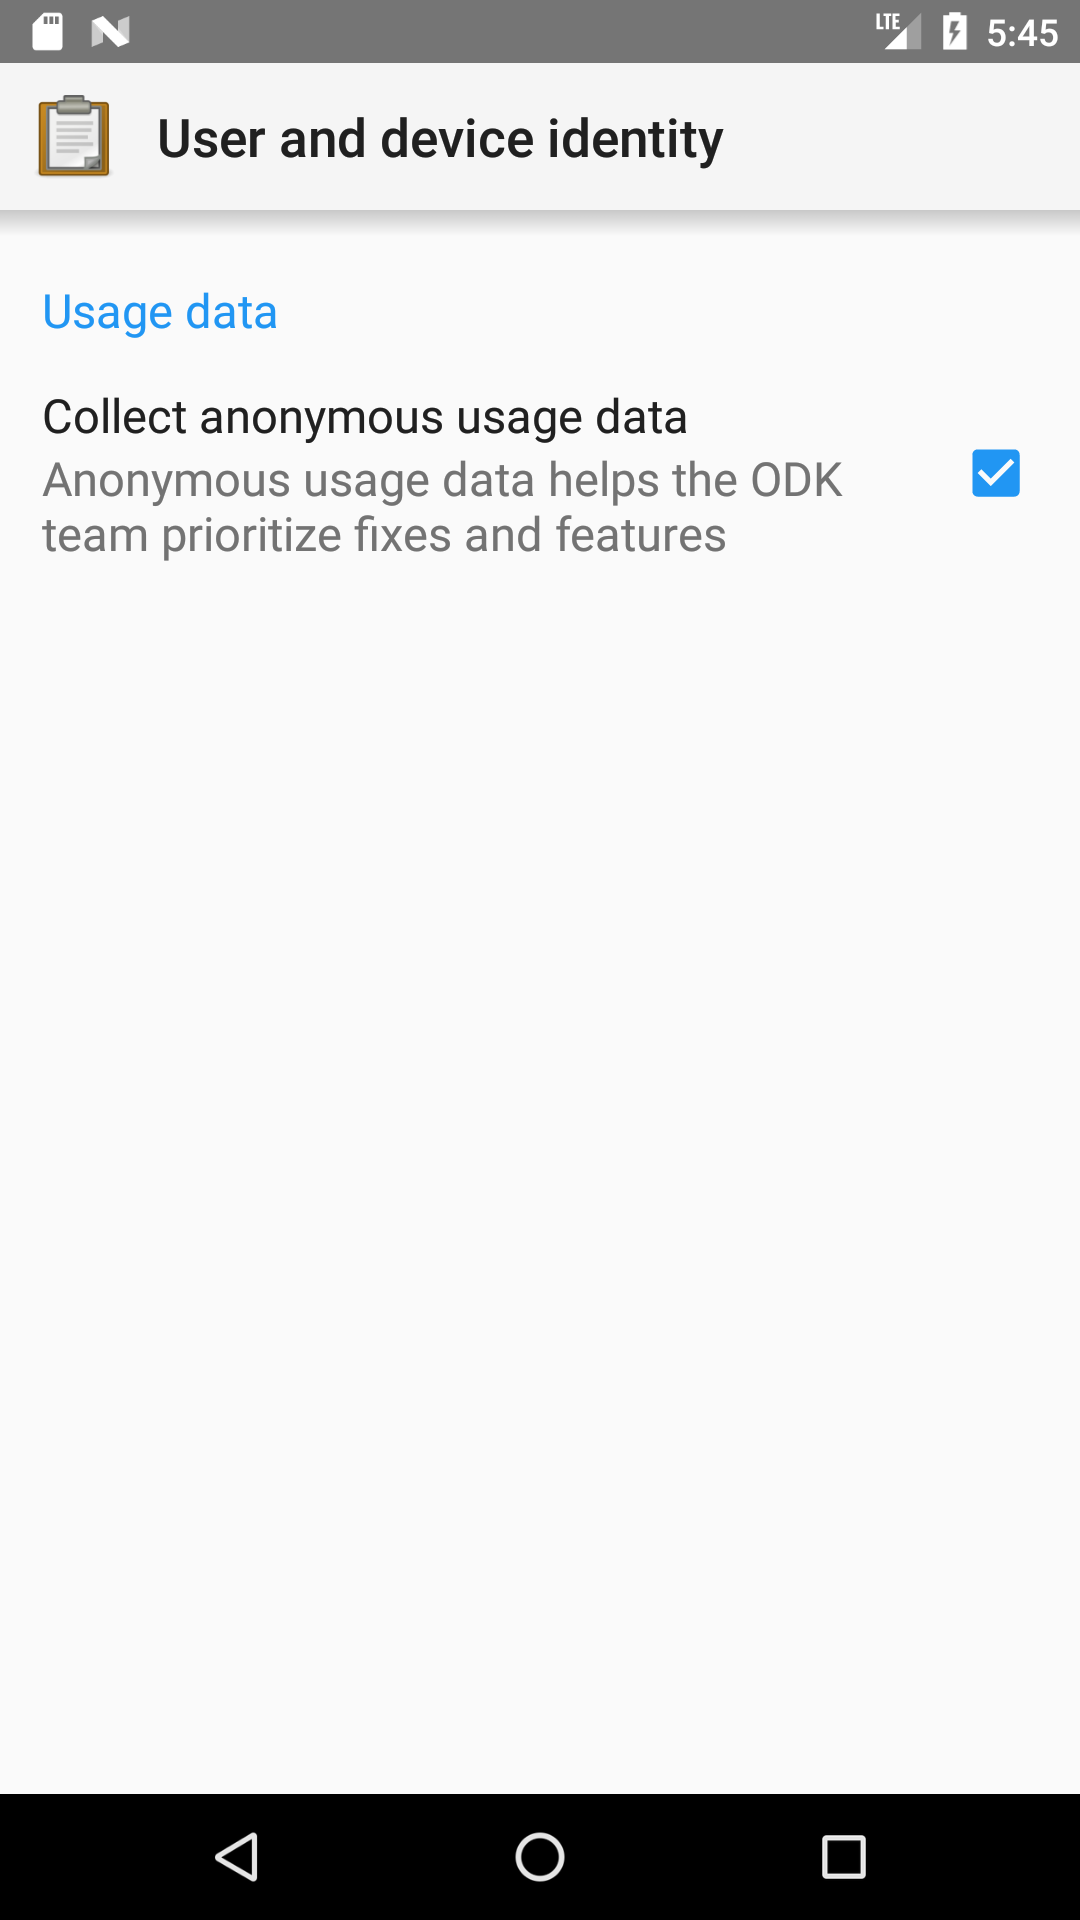 LTE 5:45
User and device identity
Usage data
Collect anonymous usage data
Anonymous usage data helps the ODK
team prioritize fixes and features